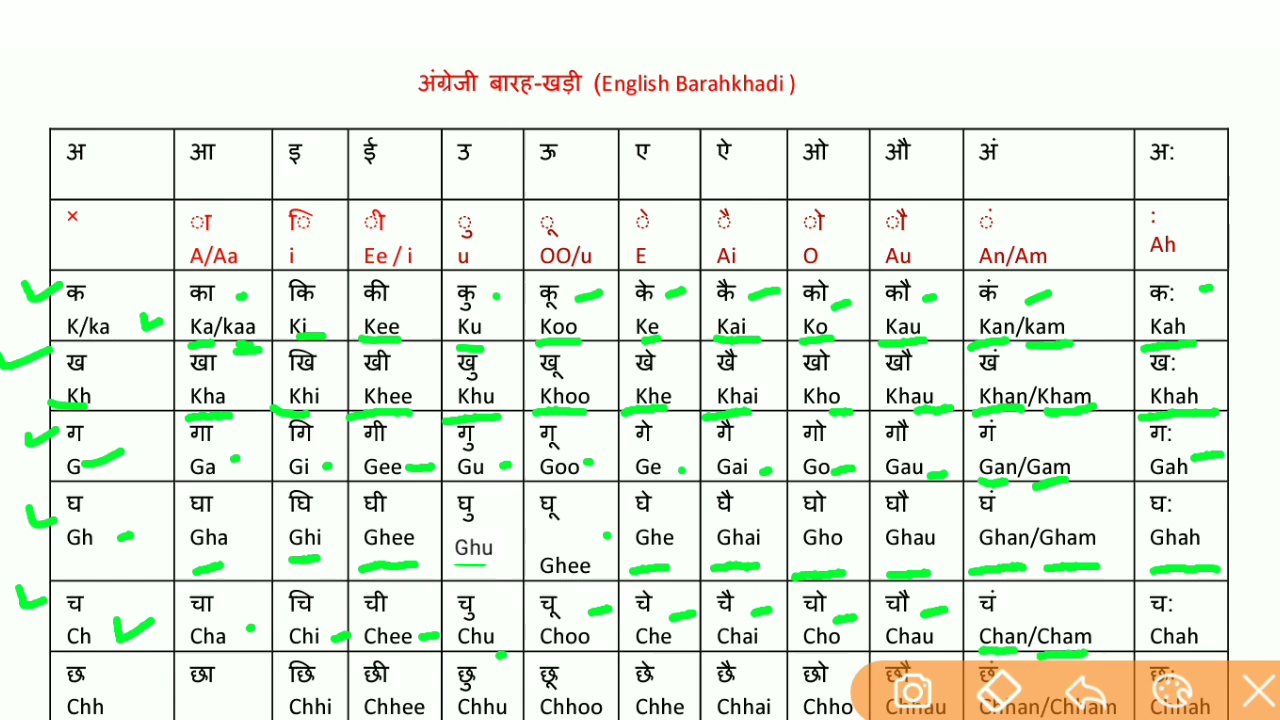 अंग्रेजी बारह-खड़ी (English Barahkhadi )
अ आ इ ई उ ऊ ए ऐ ओ औ अं अ:
× ा ि ी ु ू े ै ो ौ ं :
A/Aa i Ee / i u OO/u E Ai O Au An/Am Ah
क का कि की कु कू के कै को कौ कं क:
K/ka Ka/kaa Ki Kee Ku Koo Ke Kai Ko Kau Kan/kam Kah
ख खा खि खी खु खू खे खै खो खौ खं ख:
Kh Kha Khi Khee Khu Khoo Khe Khai Kho Khau Khan/Kham Khah
ग गा गि गी गु गू गे गै गो गौ गं ग:
G Ga Gi Gee Gu Goo Ge Gai Go Gau Gan/Gam Gah
घ घा घि घी घु घू घे घै घो घौ घं घ:
Gh Gha Ghi Ghee Ghu Ghee Ghe Ghai Gho Ghau Ghan/Gham Ghah
च चा चि ची चु चू चे चै चो चौ चं च:
Ch Cha Chi Chee Chu Choo Che Chai Cho Chau Chan/Cham Chah
छ छा छि छी छु छू छे छै छो छौ छं छ:
Chh Chhi Chhee Chhu Chhoo Chhe Chhai Chho Chhau Chhan/Chham Chhah